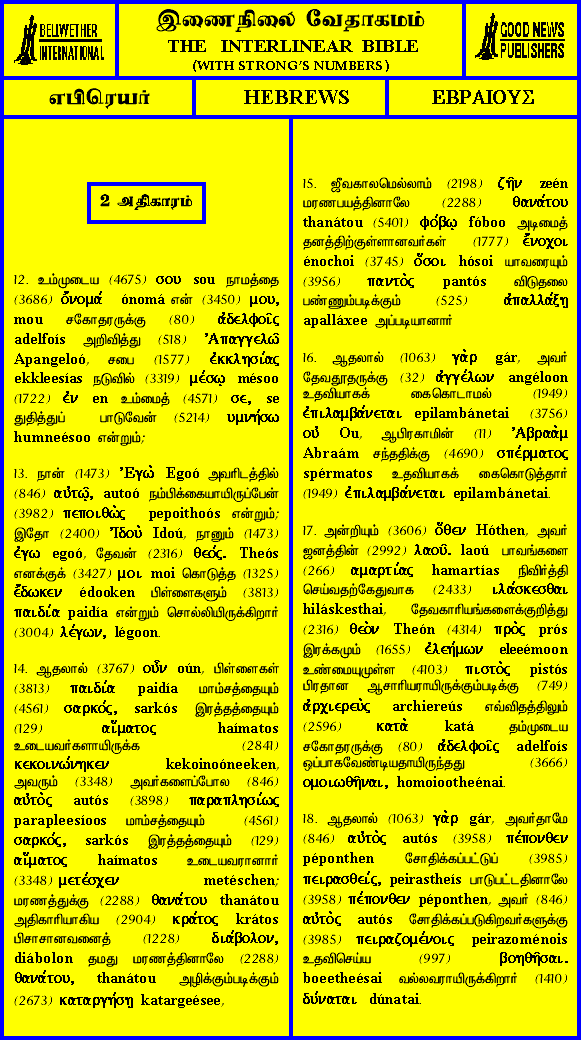 BELLWETHER
INTERNATIONAL
இணைநிலை வேதாகமம்
THE INTERLINEAR BIBLE
(WITH STRONG'S NUMBERS)
GOOD NEWS
PUBLISHERS
எபிரெயர்
HEBREWS
ΕΒΡΑΙΟΥΣ
2 அதிகாரம்
12. உம்முடைய (4675) σου sou நாமத்தை
(3686) ὄνομά ónomá என் (3450) μου,
mou சகோதரருக்கு (80) ἀδελφοῖς
adelfoís அறிவித்து (518) Ἀπαγγελῶ
Apangeloó, சபை (1577) ἐκκλησίας
ekkleesías நடுவில் (3319) μέσῳ mésoo
(1722) ἐν en உம்மைத் (4571) σε, se
துதித்துப் பாடுவேன் (5214) υμνήσω
humneésoo என்றும்;
13. நான் (1473) Ἐγὼ Egoó அவரிடத்தில்
(846) αὐτῷ, autoó நம்பிக்கையாயிருப்பேன்
(3982) πεποιθὼς pepoithoós என்றும்;
இதோ (2400) Ἰδοὺ Idoú, நானும் (1473)
ἐγω egoó, தேவன் (2316) θεός. Theós
எனக்குக் (3427) μοι moi கொடுத்த (1325)
ἔδωκεν édooken பிள்ளைகளும் (3813)
παιδία paidía என்றும் சொல்லியிருக்கிறார்
(3004) λέγων, légoon.
14. ஆதலால் (3767) οὖν oún, பிள்ளைகள்
(3813) παιδία paidía மாம்சத்தையும்
(4561) σαρκός, sarkós இரத்தத்தையும்
(129) αἵματος haímatos
உடையவர்களாயிருக்க (2841)
κεκοινώνηκεν kekoinoóneeken,
அவரும் (3348) அவர்களைப்போல (846)
αὐτὸς autós (3898) παραπλησίως
parapleesíoos மாம்சத்தையும் (4561)
σαρκός, sarkós இரத்தத்தையும் (129)
αἵματος haímatos உடையவரானார்
(3348) μετέσχεν metéschen;
மரணத்துக்கு (2288) θανάτου thanátou
அதிகாரியாகிய (2904) κράτος krátos
பிசாசானவனைத் (1228) διάβολον,
diábolon தமது மரணத்தினாலே (2288)
θανάτου, thanátou அழிக்கும்படிக்கும்
(2673) καταργήσῃ katargeésee,
15. ஜீவகாலமெல்லாம் (2198) ζῆν zeén
மரணபயத்தினாலே (2288) θανάτου
thanátou (5401) φόβῳ fóboo அடிமைத்
தனத்திற்குள்ளானவர்கள் (1777) ἔνοχοι
énochoi (3745) ὅσοι hósoi யாவரையும்
(3956) παντὸς pantós விடுதலை
பண்ணும்படிக்கும் (525) ἀπαλλάξῃ
apalláxee அப்படியானார்
16. ஆதலால் (1063) γὰρ gár, அவர்
தேவதூதருக்கு (32) ἀγγέλων angéloon
உதவியாகக் கைகொடாமல் (1949)
ἐπιλαμβάνεται epilambánetai (3756)
οὐ Ou, ஆபிரகாமின் (11) Ἀβραὰμ
Abraám சந்ததிக்கு (4690) σπέρματος
spérmatos உதவியாகக் கைகொடுத்தார்
(1949) ἐπιλαμβάνεται epilambánetai.
17. அன்றியும் (3606) ὅθεν Hóthen, அவர்
ஜனத்தின் (2992) λαοῦ. laoú பாவங்களை
(266) αμαρτίας hamartías நிவிர்த்தி
செய்வதற்கேதுவாக (2433) ιλάσκεσθαι
hiláskesthai, தேவகாரியங்களைக்குறித்து
(2316) θεὸν Theón (4314) πρὸς prós
இரக்கமும் (1655) ἐλεήμων eleeémoon
உண்மையுமுள்ள (4103) πιστὸς pistós
பிரதான ஆசாரியராயிருக்கும்படிக்கு (749)
ἀρχιερεὺς archiereús எவ்விதத்திலும்
(2596) κατὰ katá தம்முடைய
சகோதரருக்கு (80) ἀδελφοῖς adelfoís
ஒப்பாகவேண்டியதாயிருந்தது (3666)
ομοιωθῆναι, homoiootheénai.
18. ஆதலால் (1063) γὰρ gár, அவர்தாமே
(846) αὐτὸς autós (3958) πέπονθεν
péponthen சோதிக்கப்பட்டுப் (3985)
πειρασθείς, peirastheís பாடுபட்டதினாலே
(3958) πέπονθεν péponthen, அவர் (846)
αὐτὸς autós சோதிக்கப்படுகிறவர்களுக்கு
(3985) πειραζομένοις peirazoménois
உதவிசெய்ய (997) βοηθῆσαι.
boeetheésai வல்லவராயிருக்கிறார் (1410)
δύναται dúnatai.